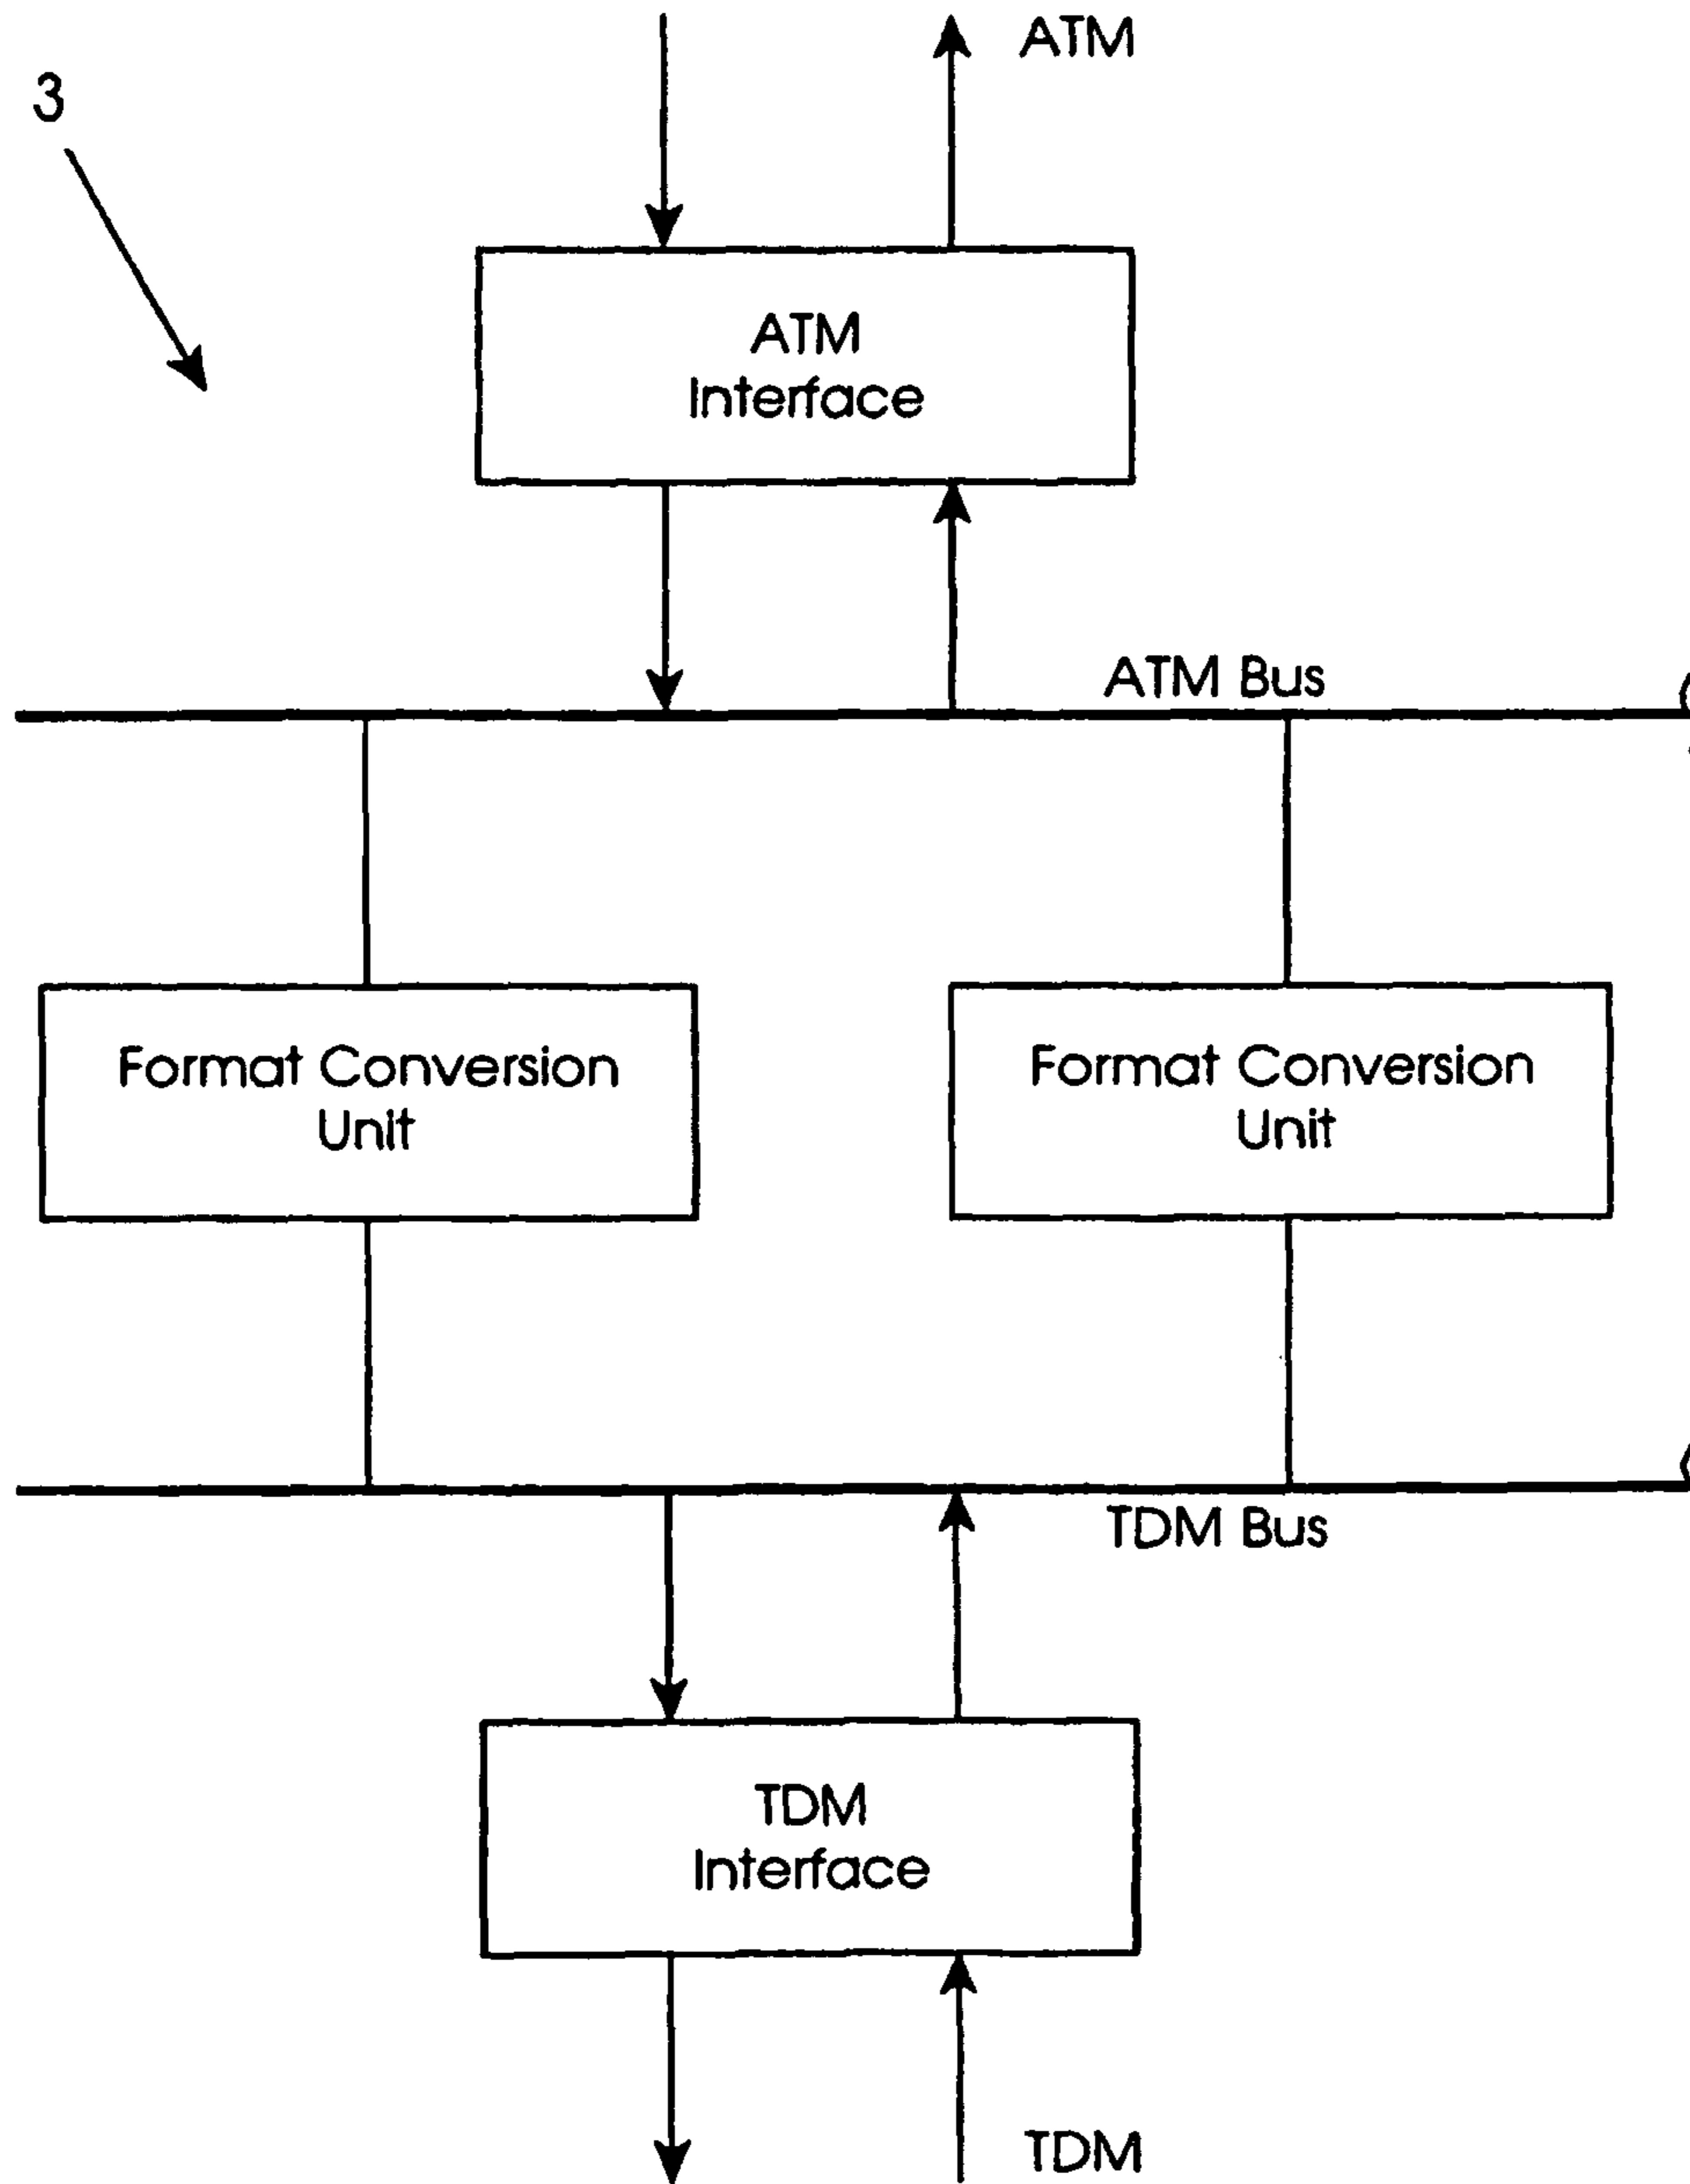 ATM
3
ATM
Interface
ATM Bus
Format Conversion
Unit
Format Conversion
Unit
TDM Bus
TDM
Interface
TDM